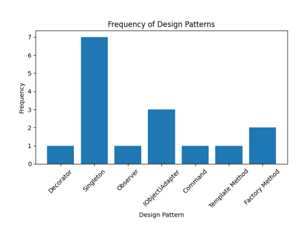 Frequency of Design Patterns
7
6
5
4
3
2
1
0
Frequency
Decorator
Singleton
Observer
(Object)Adapter
Command
Template Method
Factory Method
Design Pattern